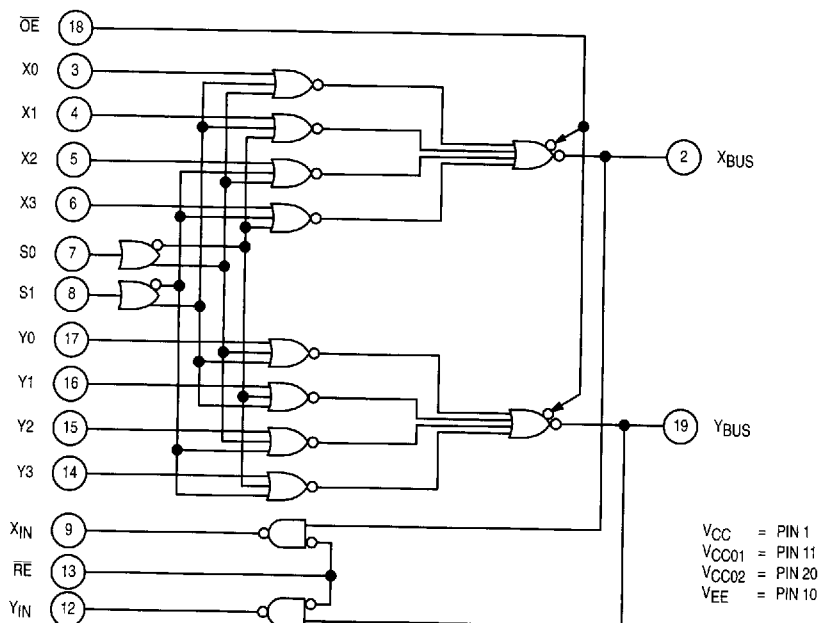 O̅E̅ 18
X0 3
X1 4
X2 5
2 XBUS
X3 6
S0 7
S1 8
Y0 17
Y1 16
Y2 15
19 YBUS
Y3 14
XIN 9
R̅E̅ 13
YIN 12
VCC = PIN 1
VCC01 = PIN 11
VCC02 = PIN 20
VEE = PIN 10